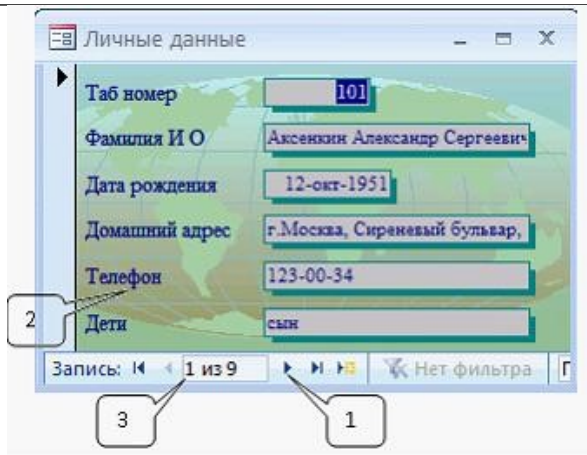 Личные данные
Таб номер 101
Фамилия И О Аксенкин Александр Сергеевич
Дата рождения 12-окт-1951
Домашний адрес г.Москва, Сиреневый бульвар,
Телефон 123-00-34
2
Дети сын
Запись: 1 из 9 Нет фильтра П
3 1